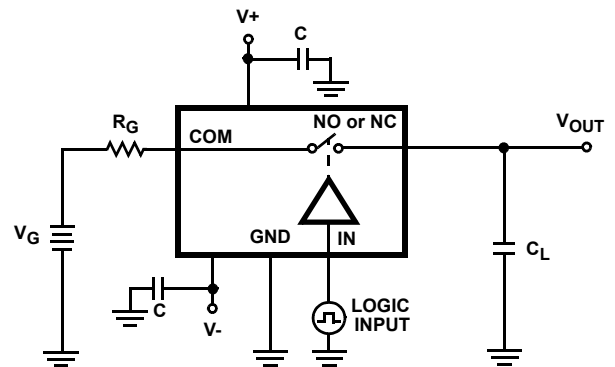 V+
C
RG
COM
NO or NC
VOUT
VG
GND
IN
CL
C
V-
LOGIC
INPUT